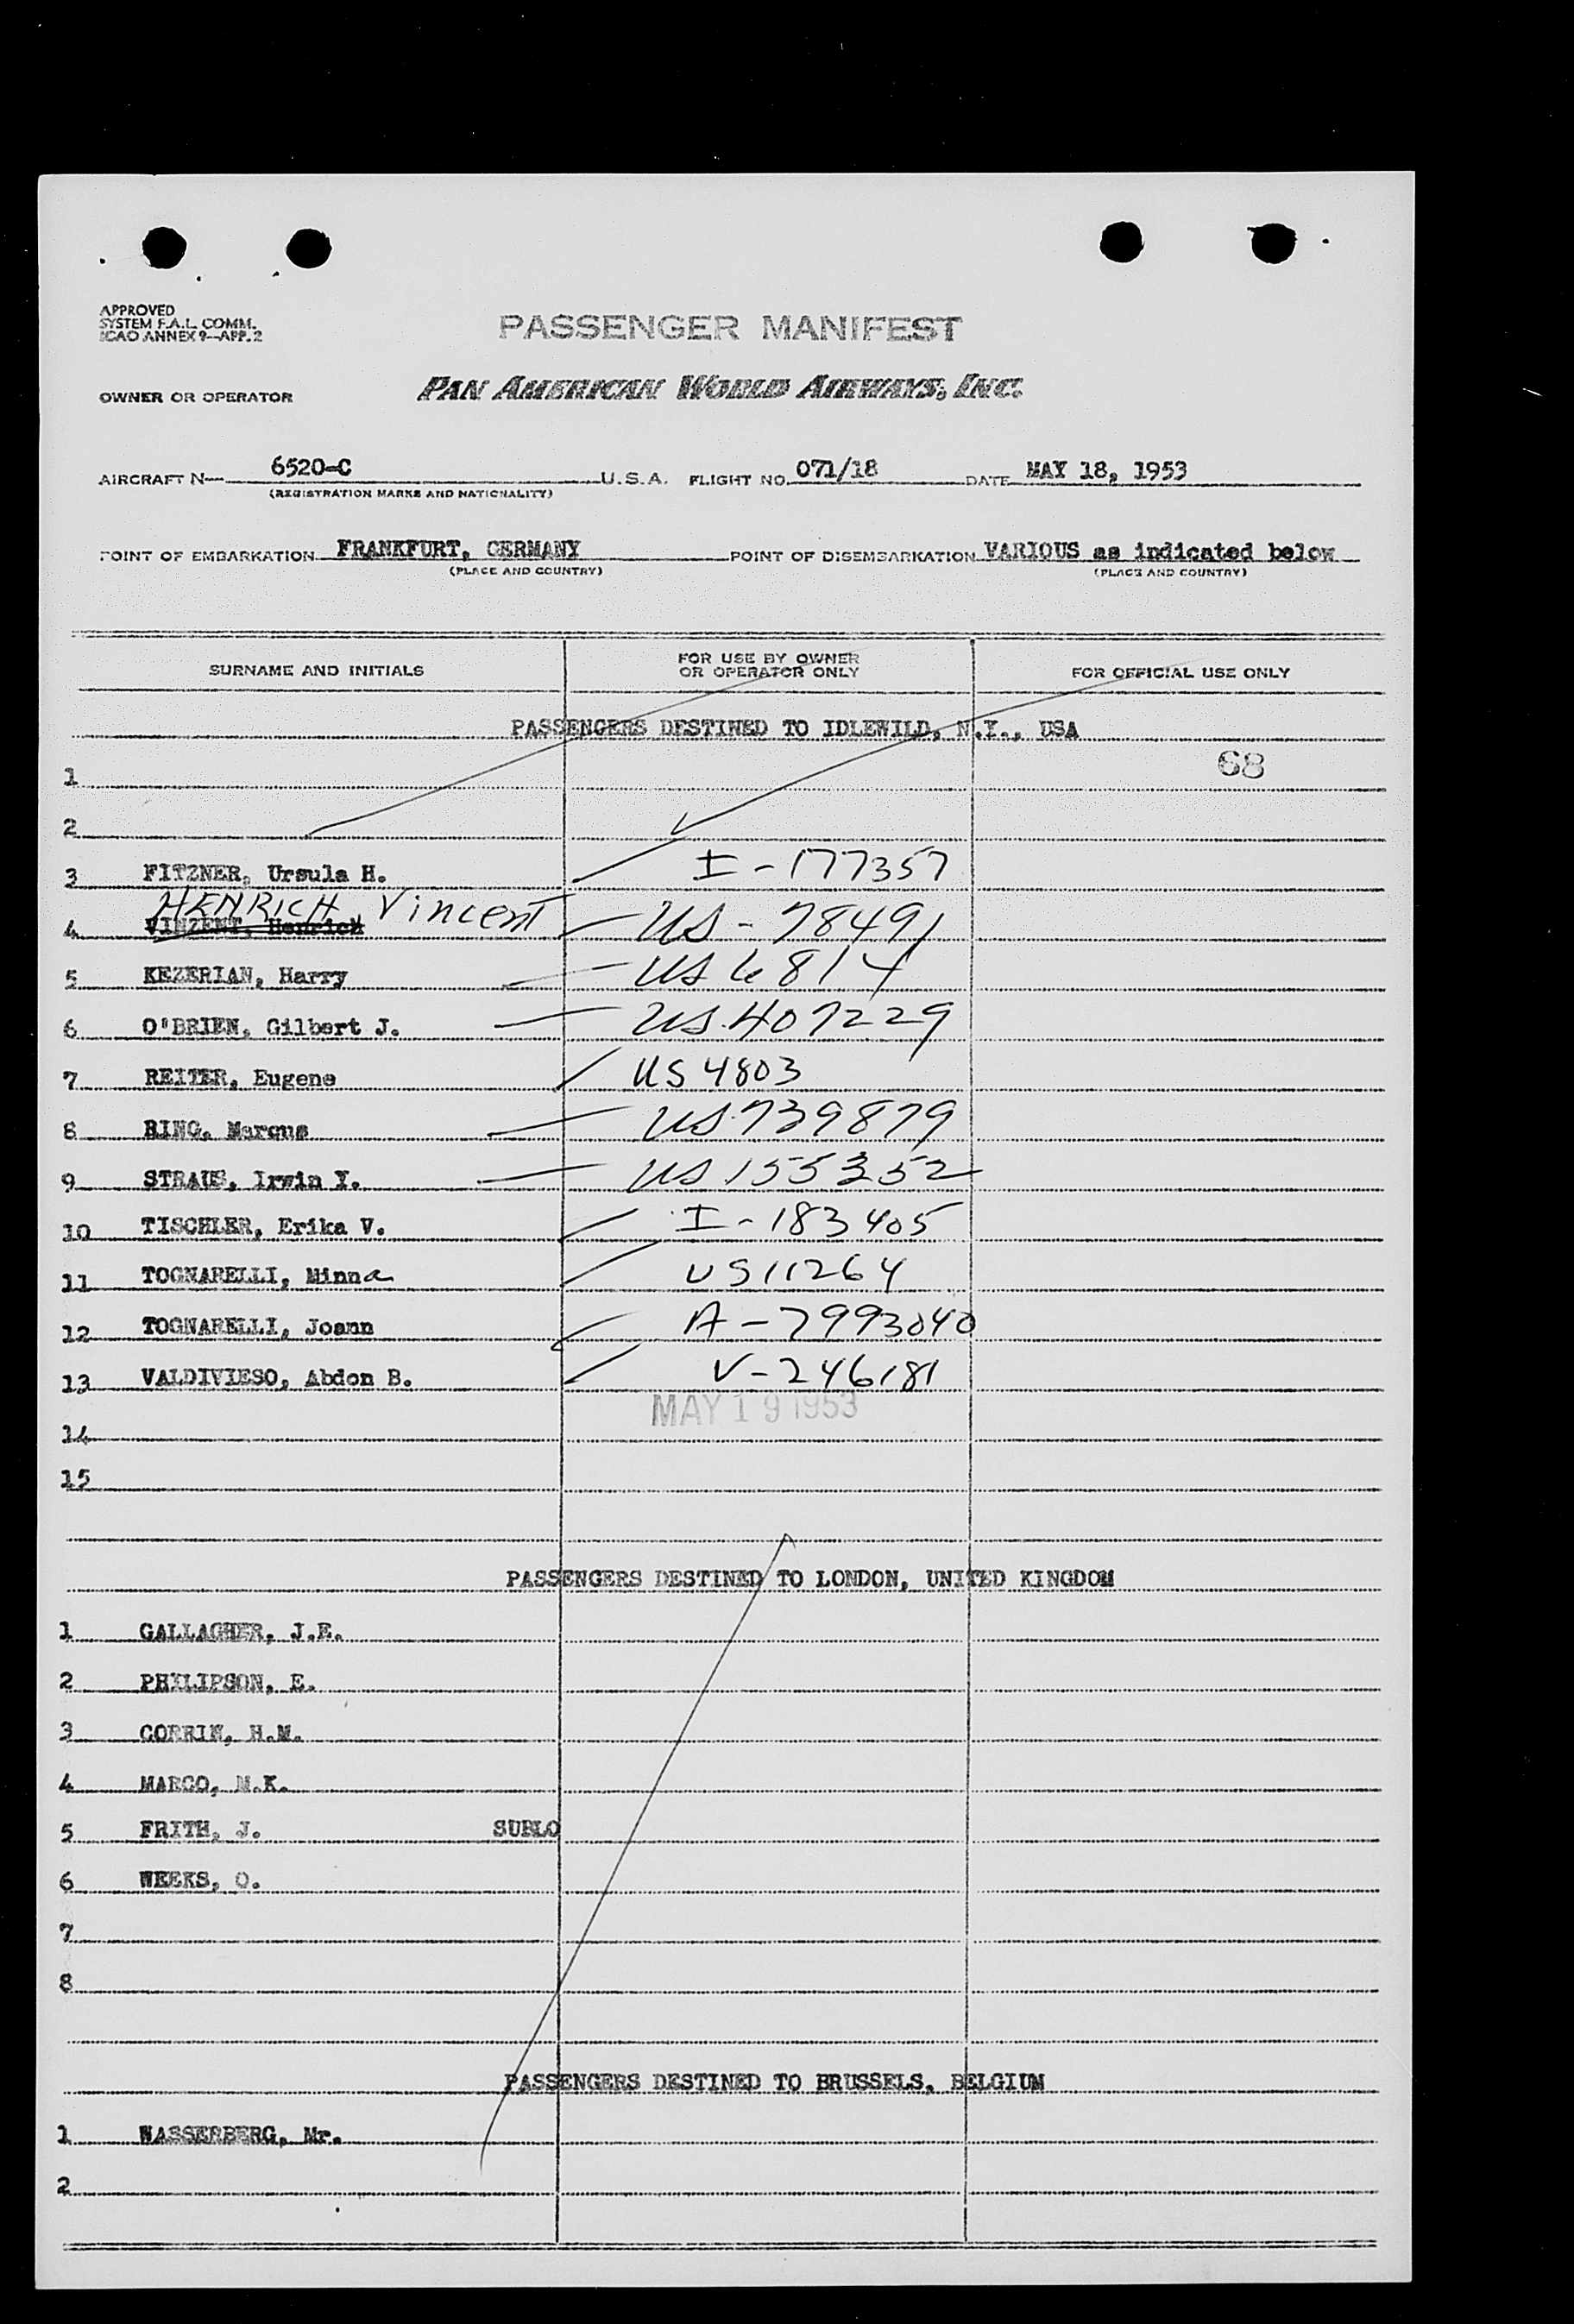 APPROVED
SYSTEM F.A.L. COMM.
ICAO ANNEX 9—APP. 2
PASSENGER MANIFEST
OWNER OR OPERATOR PAN AMERICAN WORLD AIRWAYS, INC.
AIRCRAFT N— 6520-C U.S.A. FLIGHT NO. 071/18 DATE MAY 18, 1953
(REGISTRATION MARKS AND NATIONALITY)
POINT OF EMBARKATION FRANKFURT, GERMANY POINT OF DISEMBARKATION VARIOUS as indicated below
(PLACE AND COUNTRY) (PLACE AND COUNTRY)
SURNAME AND INITIALS FOR USE BY OWNER OR OPERATOR ONLY FOR OFFICIAL USE ONLY
PASSENGERS DESTINED TO IDLEWILD, N.Y., USA
1 68
2
3 FITZNER, Ursula H. I-177357
HENRICH, Vincent
4 VINZENT, Henrich US-78491
5 KEZERIAN, Harry US 6814
6 O'BRIEN, Gilbert J. US 407229
7 REITER, Eugene US 4803
8 RING, Marcus US 739879
9 STRAUS, Irwin Y. US 155352
10 TISCHLER, Erika V. I-183405
11 TOGNARELLI, Minna US 11264
12 TOGNARELLI, Joann A-7993040
13 VALDIVIESO, Abdon B. V-246181
MAY 19 1953
14
15
PASSENGERS DESTINED TO LONDON, UNITED KINGDOM
1 GALLAGHER, J.E.
2 PHILIPSON, E.
3 CORRIN, H.M.
4 MARCO, M.K.
5 FRITH, J. SUBLO
6 WEEKS, O.
7
8
PASSENGERS DESTINED TO BRUSSELS, BELGIUM
1 WASSERBERG, Mr.
2